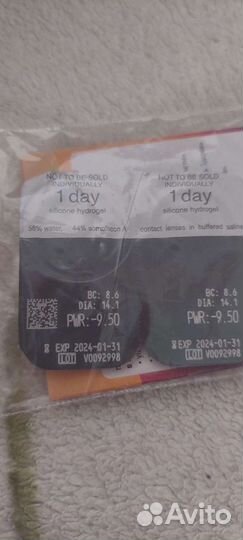 NOT TO BE SOLD
INDIVIDUALLY
1 day
silicone hydrogel
NOT TO BE SOLD
INDIVIDUALLY
1 day
silicone hydrogel
56% water, 44% somofilcon A contact lenses in buffered saline
BC: 8.6
DIA: 14.1
PWR:-9.50
EXP 2024-01-31
LOT V0092998
BC: 8.6
DIA: 14.1
PWR:-9.50
EXP 2024-01-31
LOT V0092998
Avito